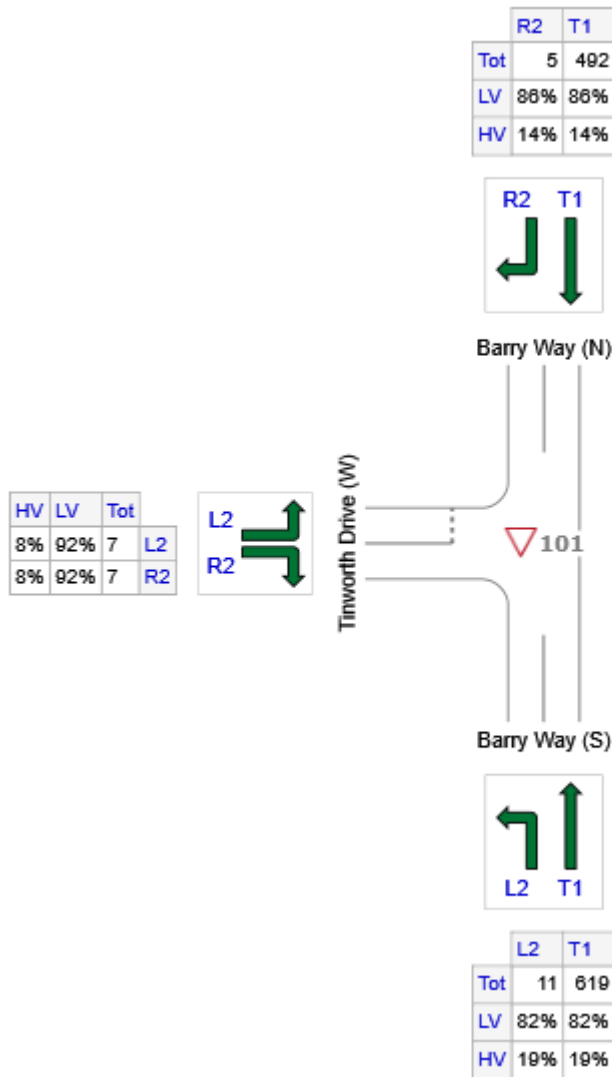 R2 T1
Tot 5 492
LV 86% 86%
HV 14% 14%
R2 T1
Barry Way (N)
HV LV Tot
8% 92% 7 L2
8% 92% 7 R2
L2
R2
Tinworth Drive (W)
101
Barry Way (S)
L2 T1
L2 T1
Tot 11 619
LV 82% 82%
HV 19% 19%